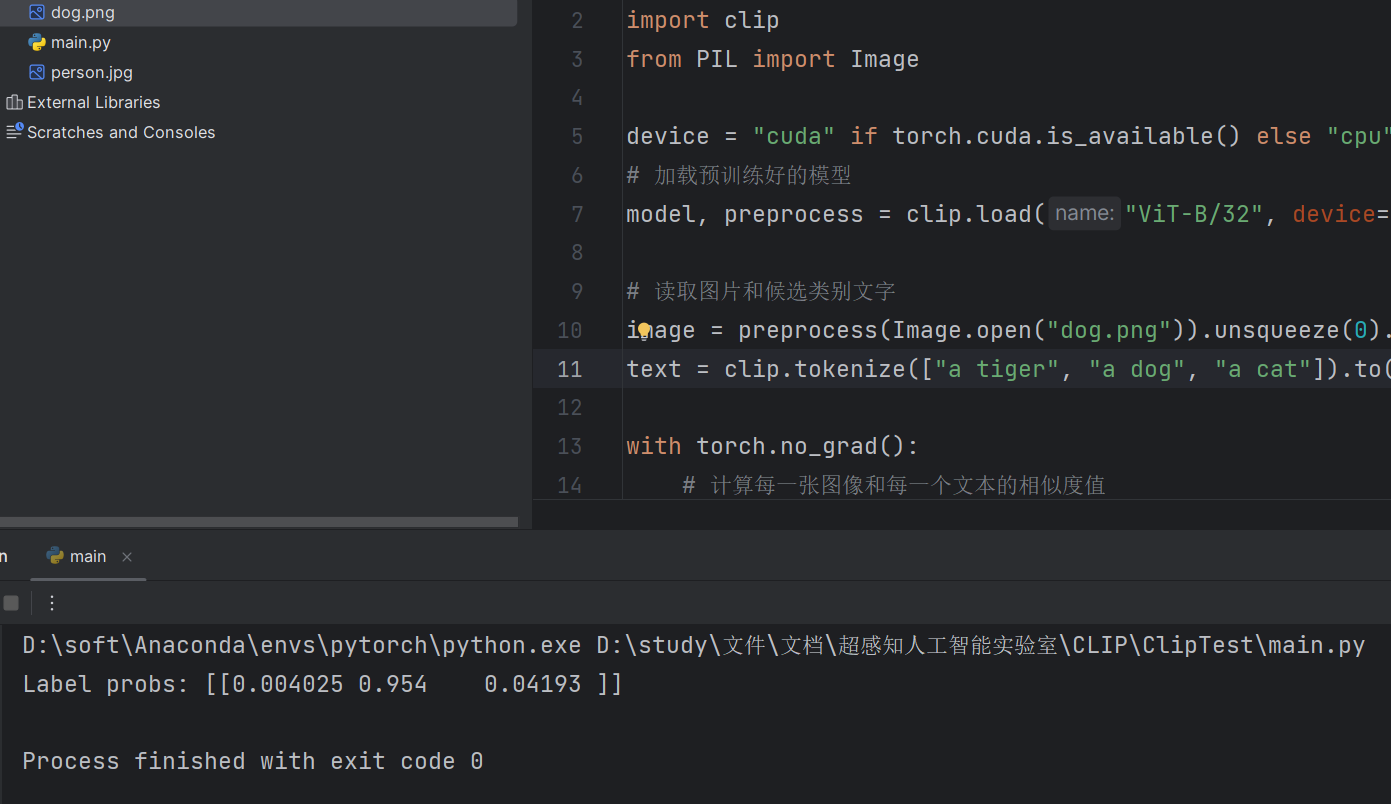 dog.png
main.py
person.jpg
External Libraries
Scratches and Consoles
2 import clip
3 from PIL import Image
4
5 device = "cuda" if torch.cuda.is_available() else "cpu"
6 # 加载预训练好的模型
7 model, preprocess = clip.load( name: "ViT-B/32", device=
8
9 # 读取图片和候选类别文字
10 image = preprocess(Image.open("dog.png")).unsqueeze(0).
11 text = clip.tokenize(["a tiger", "a dog", "a cat"]).to(
12
13 with torch.no_grad():
14 # 计算每一张图像和每一个文本的相似度值
n main
D:\soft\Anaconda\envs\pytorch\python.exe D:\study\文件\文档\超感知人工智能实验室\CLIP\ClipTest\main.py
Label probs: [[0.004025 0.954    0.04193 ]]
Process finished with exit code 0